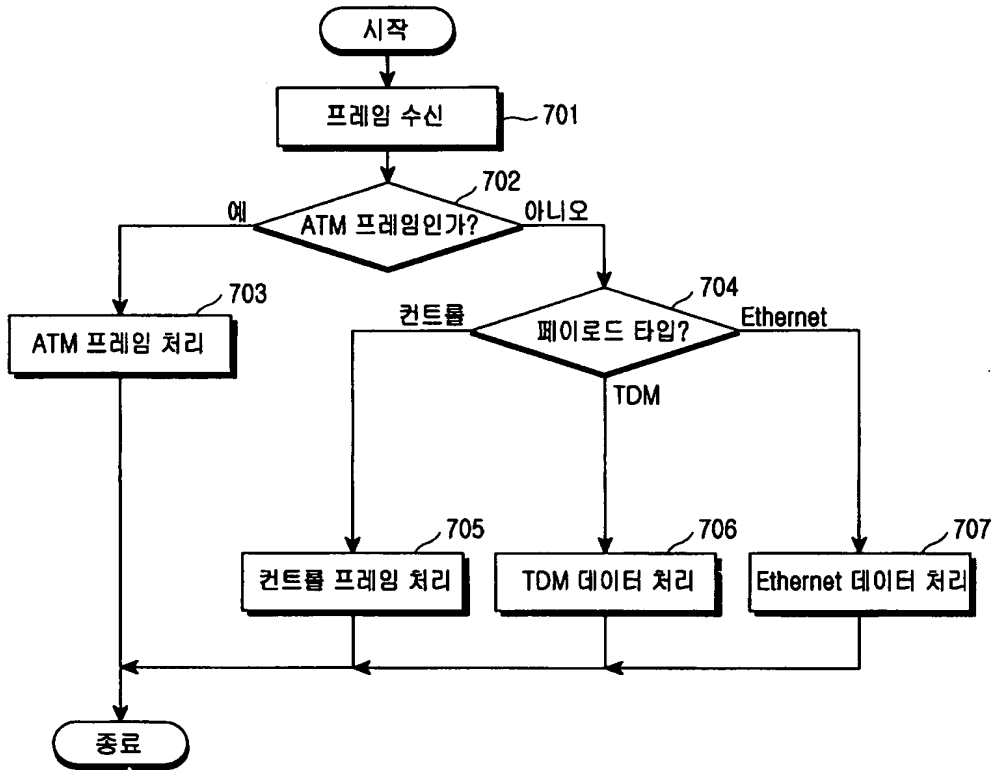 시작
프레임 수신
701
702
예
ATM 프레임인가?
아니오
703
ATM 프레임 처리
704
컨트롤
페이로드 타입?
Ethernet
TDM
705
컨트롤 프레임 처리
706
TDM 데이터 처리
707
Ethernet 데이터 처리
종료